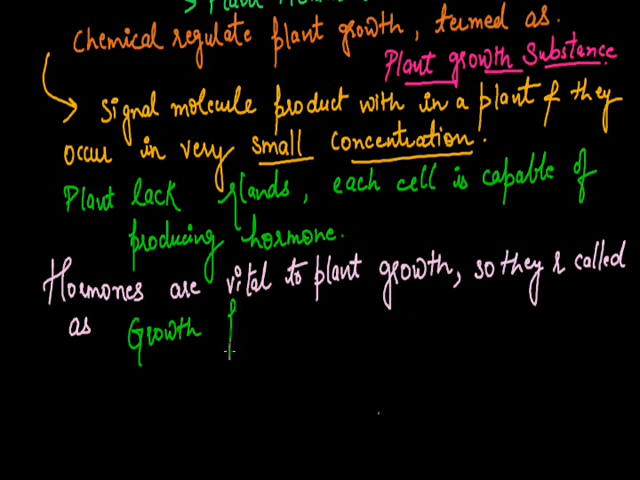 Plant Hormone
Chemical regulate plant growth, termed as.
Plant growth Substance
Signal molecule product with in a plant & they
occur in very small concentration.
Plant lack glands, each cell is capable of
producing hormone.
Hormones are vital to plant growth, so they r called
as Growth f